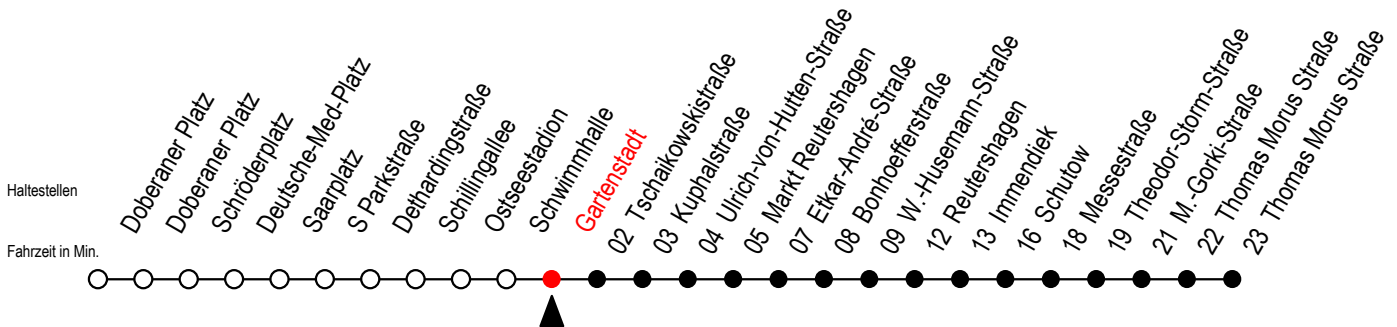 Haltestellen
Fahrzeit in Min.
Doberaner Platz
Doberaner Platz
Schröderplatz
Deutsche-Med-Platz
Saarplatz
S Parkstraße
Dethardingstraße
Schillingallee
Ostseestadion
Schwimmhalle
Gartenstadt
02 Tschaikowskistraße
03 Kuphalstraße
04 Ulrich-von-Hutten-Straße
05 Markt Reutershagen
07 Etkar-André-Straße
08 Bonhoefferstraße
09 W.-Husemann-Straße
12 Reutershagen
13 Immendiek
16 Schutow
18 Messestraße
19 Theodor-Storm-Straße
21 M.-Gorki-Straße
22 Thomas Morus Straße
23 Thomas Morus Straße